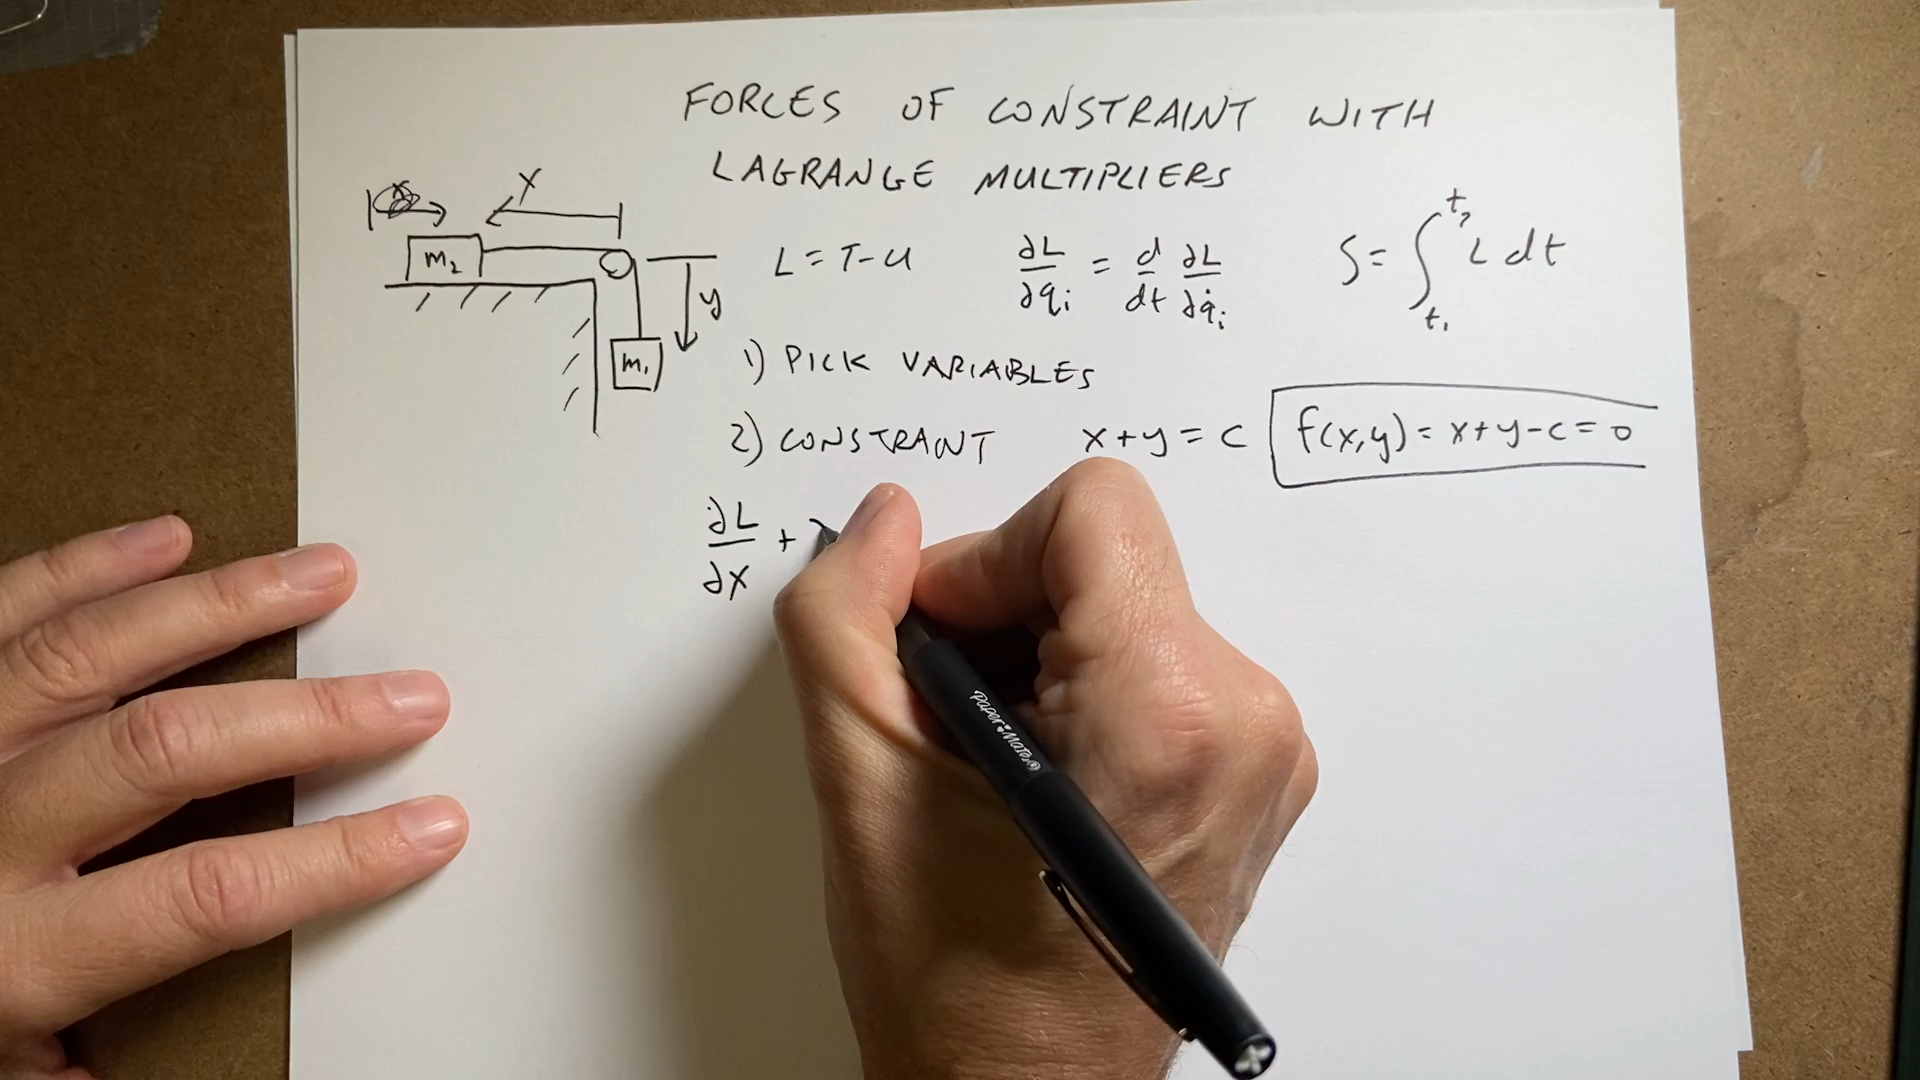 FORCES OF CONSTRAINT WITH
LAGRANGE MULTIPLIERS
x
m₂
y
m₁
L = T-U ∂L/∂qᵢ = d/dt ∂L/∂q̇ᵢ S = ∫ₜ₁^t₂ L dt
1) PICK VARIABLES
2) CONSTRAINT x+y = c f(x,y) = x+y-c = 0
∂L/∂x +
Paper Mate®